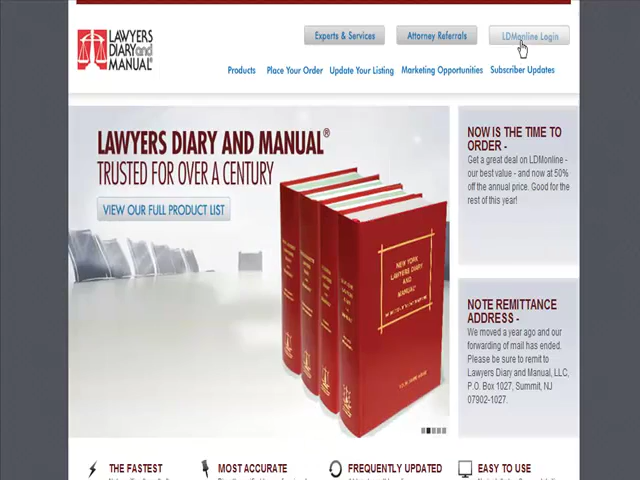 LAWYERS
DIARY and
MANUAL®
Experts & Services
Attorney Referrals
LDMonline Login
Products
Place Your Order
Update Your Listing
Marketing Opportunities
Subscriber Updates
LAWYERS DIARY AND MANUAL®
TRUSTED FOR OVER A CENTURY
VIEW OUR FULL PRODUCT LIST
NEW YORK
LAWYERS DIARY
AND
MANUAL
NOW IS THE TIME TO
ORDER -
Get a great deal on LDMonline -
our best value - and now at 50%
off the annual price. Good for the
rest of this year!
NOTE REMITTANCE
ADDRESS -
We moved a year ago and our
forwarding of mail has ended.
Please be sure to remit to
Lawyers Diary and Manual, LLC,
P.O. Box 1027, Summit, NJ
07902-1027.
THE FASTEST
MOST ACCURATE
FREQUENTLY UPDATED
EASY TO USE